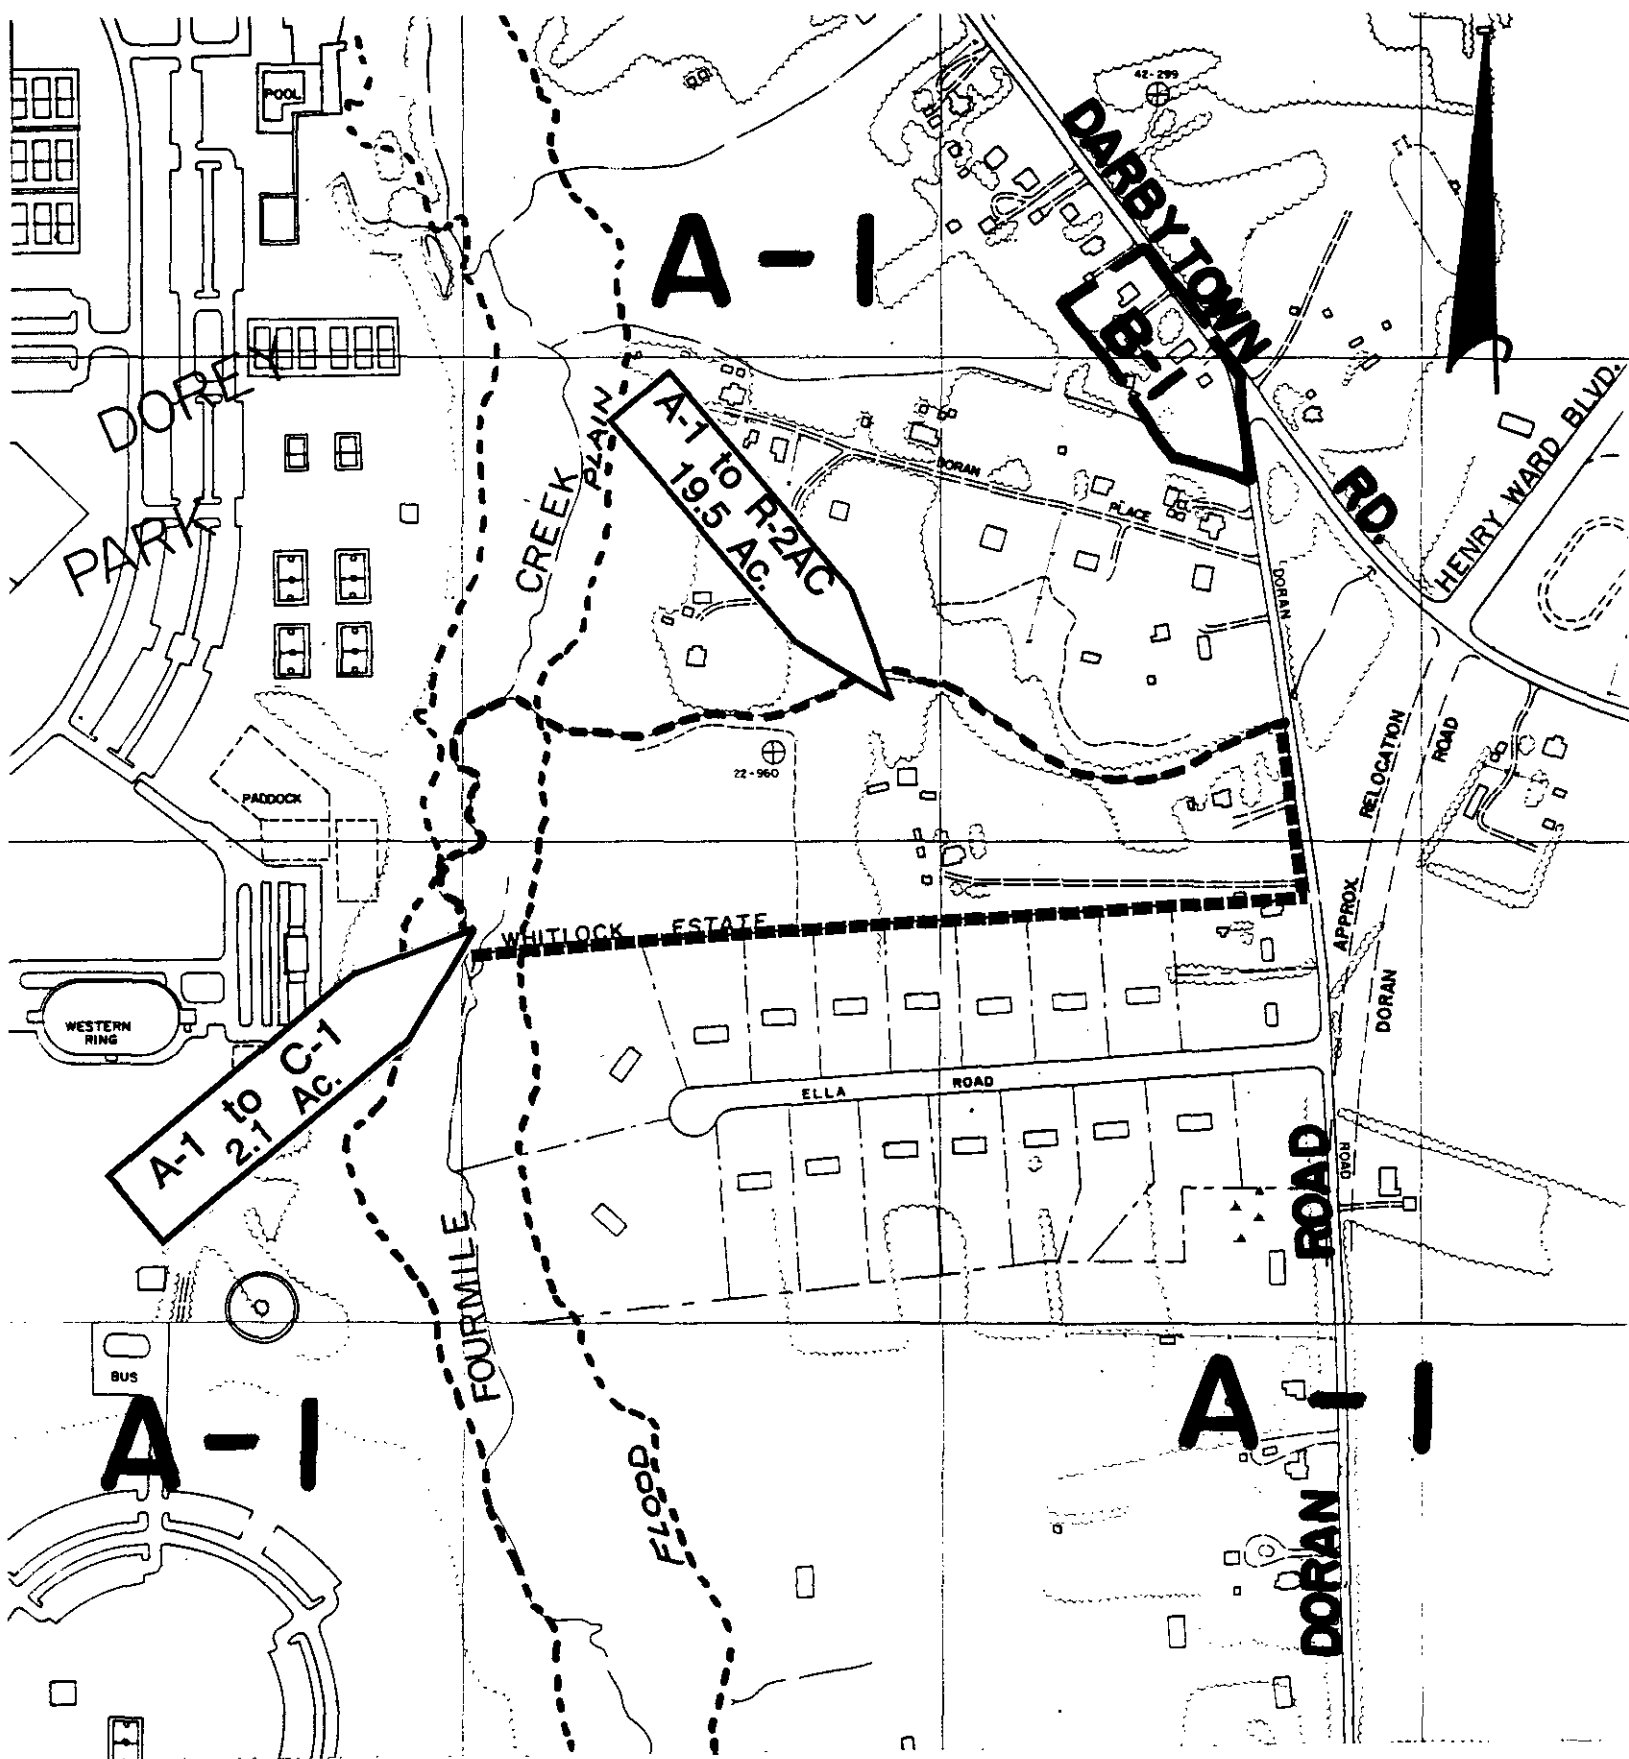 POOL
42-299
DARBYTOWN
RD.
A-1
B-1
DOREY
PARK
HENRY WARD BLVD.
A-1 to R-2AC
19.5 Ac.
CREEK
PLAIN
DORAN
PLACE
DORAN
22-960
PADDOCK
RELOCATION
ROAD
APPROX.
DORAN
WHITLOCK ESTATE
WESTERN
RING
A-1 to C-1
2.1 Ac.
ELLA ROAD
ROAD
ROAD
FOURMILE
BUS
A-1
A-1
FLOOD
DORAN